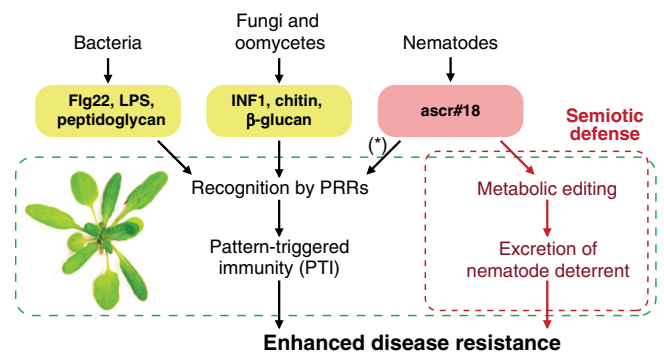 Bacteria
Fungi and
oomycetes
Nematodes
Flg22, LPS,
peptidoglycan
INF1, chitin,
β-glucan
ascr#18
Semiotic
defense
(*)
Recognition by PRRs
Metabolic editing
Pattern-triggered
immunity (PTI)
Excretion of
nematode deterrent
Enhanced disease resistance